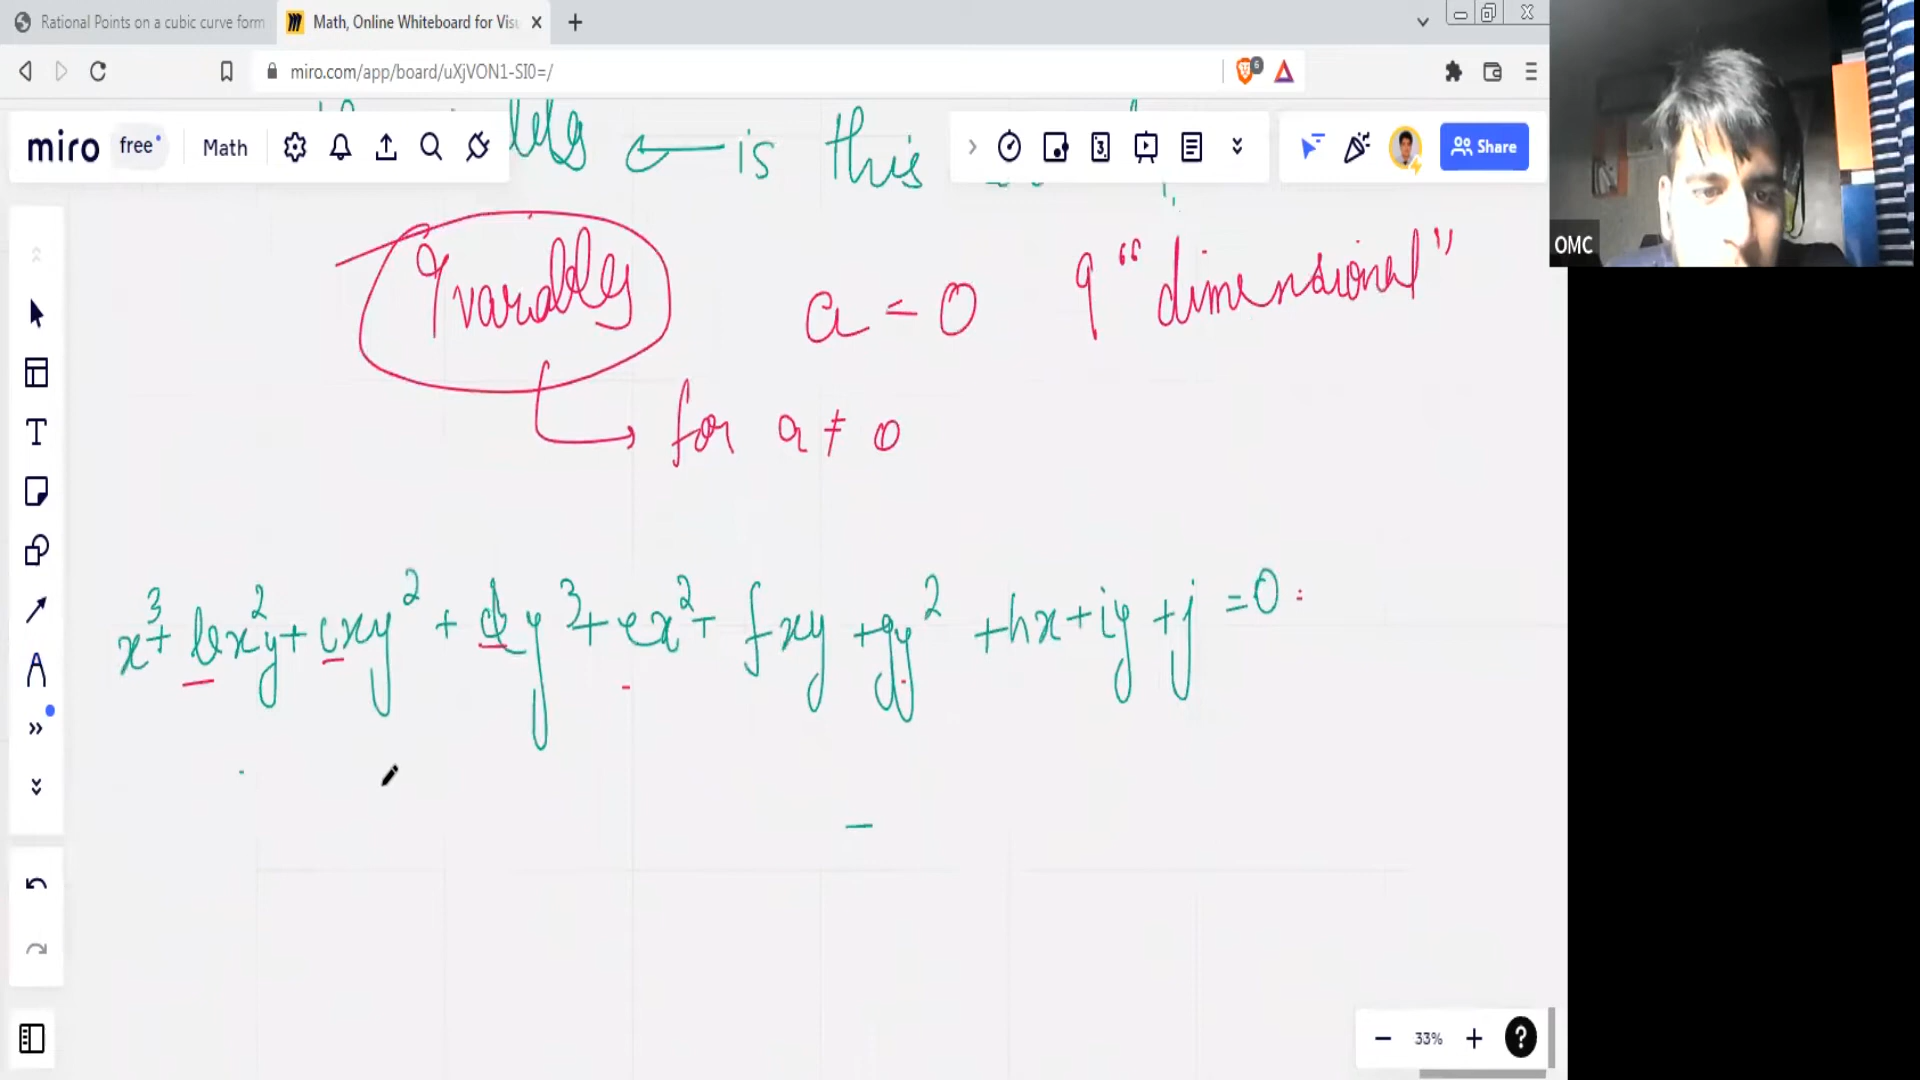 Rational Points on a cubic curve form
Math, Online Whiteboard for Visu
miro.com/app/board/uXjVON1-SI0=/
6
miro free Math
3
Share
is this
OMC
9 variables
a = 0
9 "dimensional"
for a ≠ 0
x³ + bx²y + cxy² + dy³ + ex² + fxy + gy² + hx + iy + j = 0
33%
?